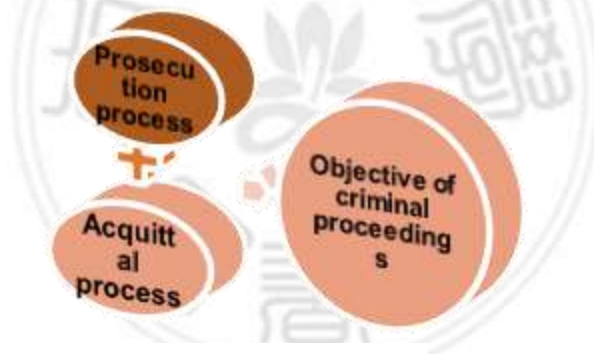 Prosecu
tion
process
+
Acquitt
al
process
Objective of
criminal
proceeding
s